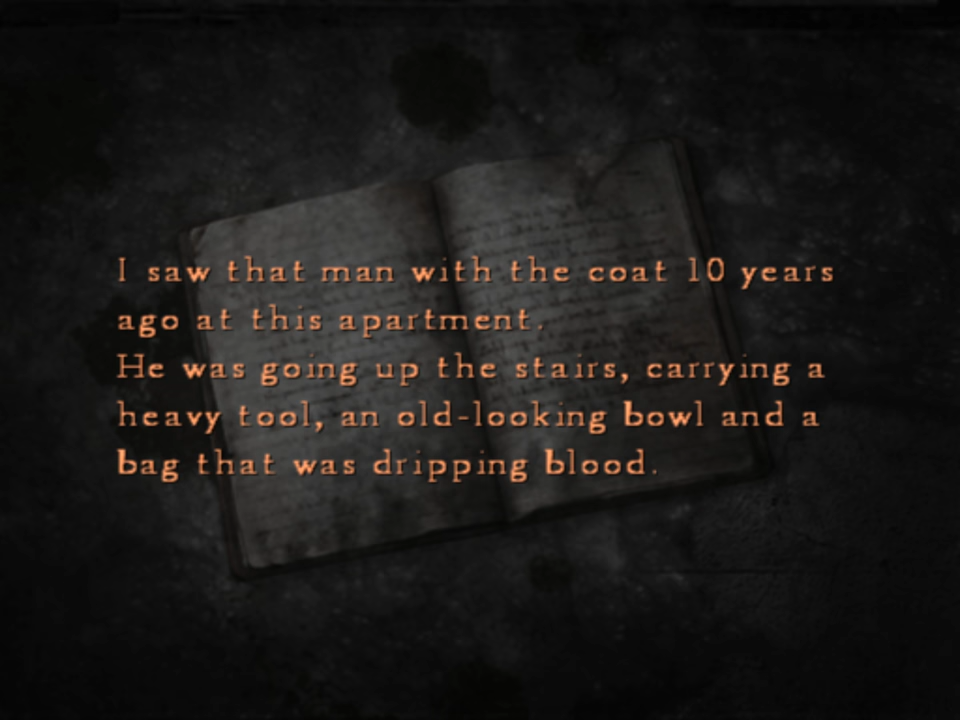 I saw that man with the coat 10 years
ago at this apartment.
He was going up the stairs, carrying a
heavy tool, an old-looking bowl and a
bag that was dripping blood.